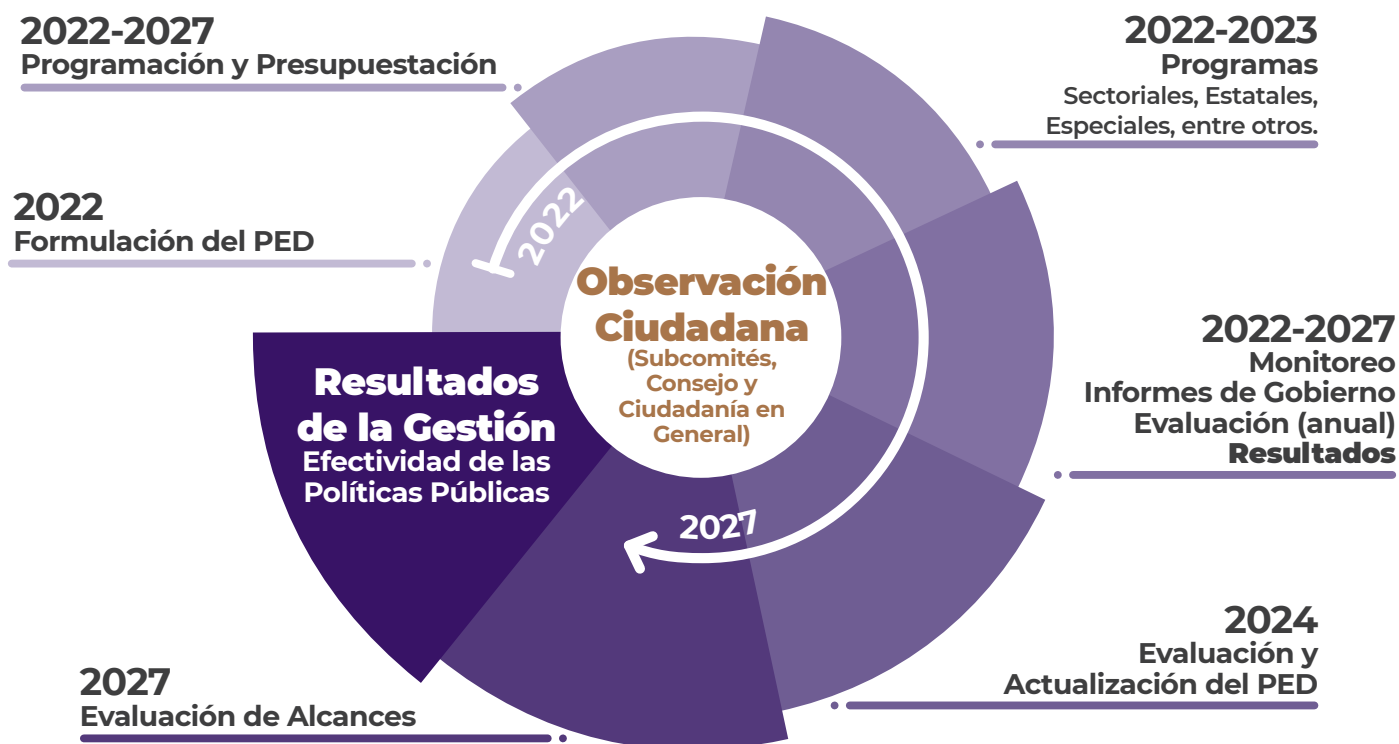 2022-2027
Programación y Presupuestación
2022-2023
Programas
Sectoriales, Estatales,
Especiales, entre otros.
2022
Formulación del PED
2022
Observación
Ciudadana
(Subcomités,
Consejo y
Ciudadanía en
General)
Resultados
de la Gestión
Efectividad de las
Políticas Públicas
2022-2027
Monitoreo
Informes de Gobierno
Evaluación (anual)
Resultados
2027
2024
Evaluación y
Actualización del PED
2027
Evaluación de Alcances